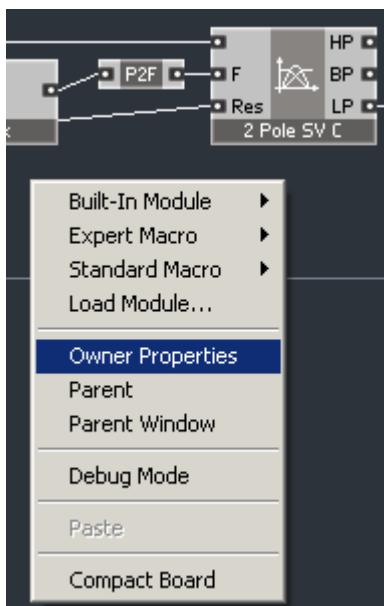 HP
P2F
F
BP
Res
LP
2 Pole SV C
Built-In Module
Expert Macro
Standard Macro
Load Module...
Owner Properties
Parent
Parent Window
Debug Mode
Paste
Compact Board